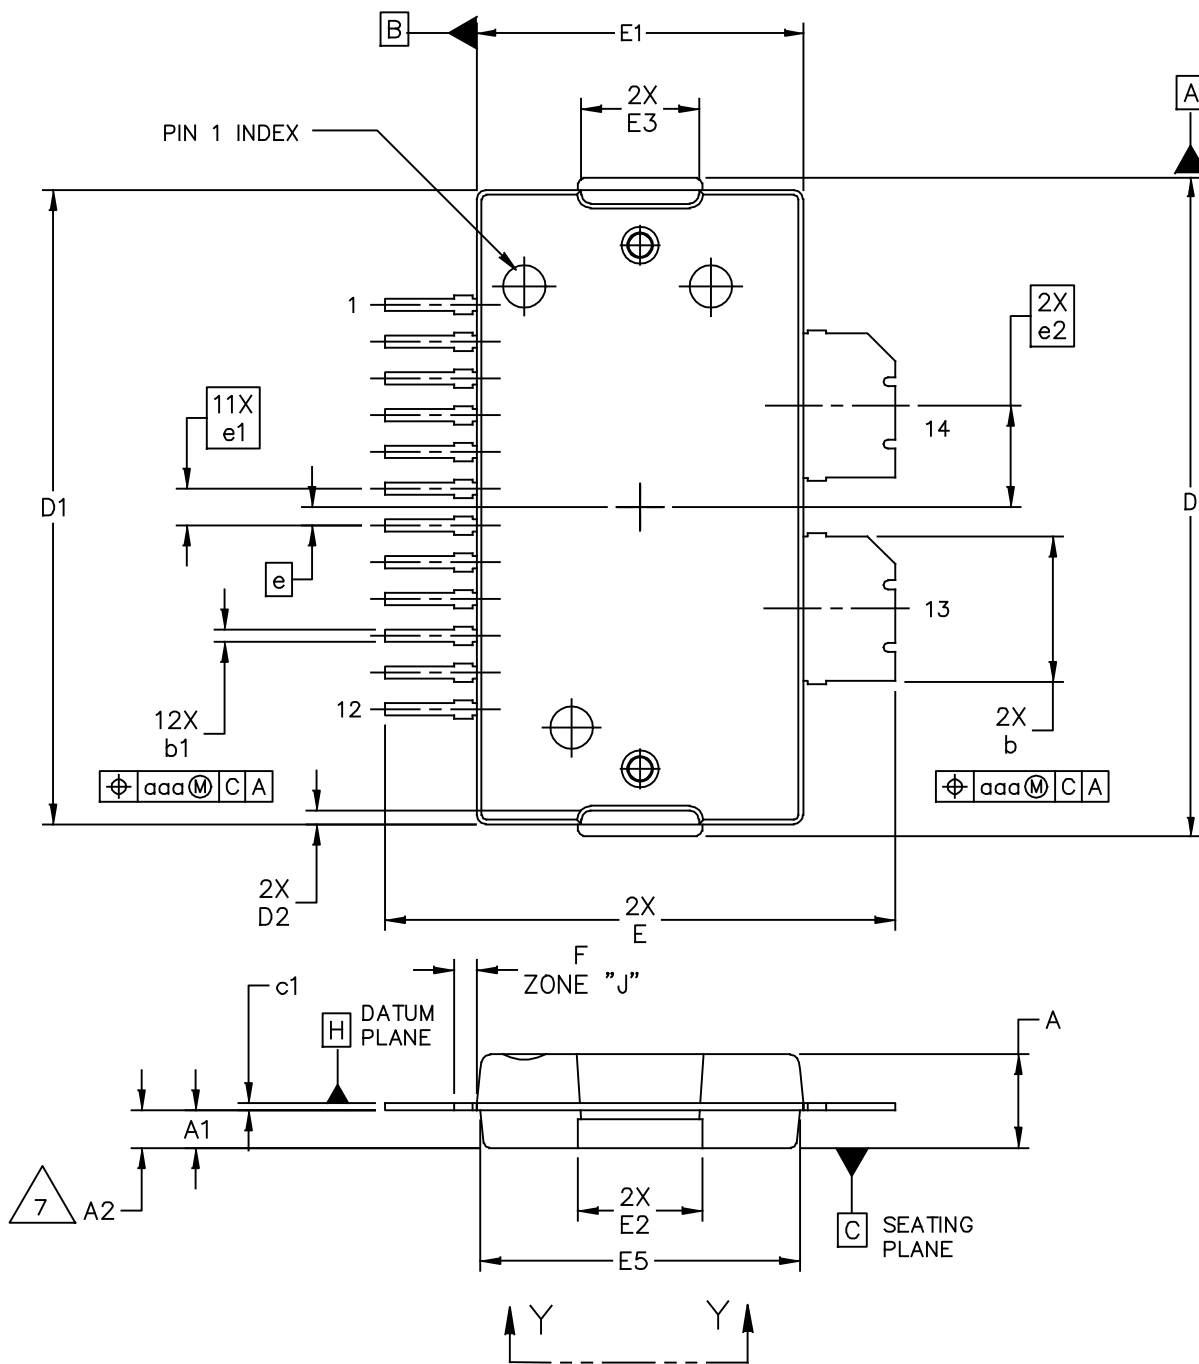 B
E1
2X
E3
A
PIN 1 INDEX
1
2X
e2
11X
e1
14
D1
D
e
13
12X
b1
12
2X
b
⌖ aaa Ⓜ C A
⌖ aaa Ⓜ C A
2X
D2
2X
E
F
ZONE "J"
c1
H
DATUM
PLANE
A
A1
7
A2
2X
E2
C
SEATING
PLANE
E5
Y
Y